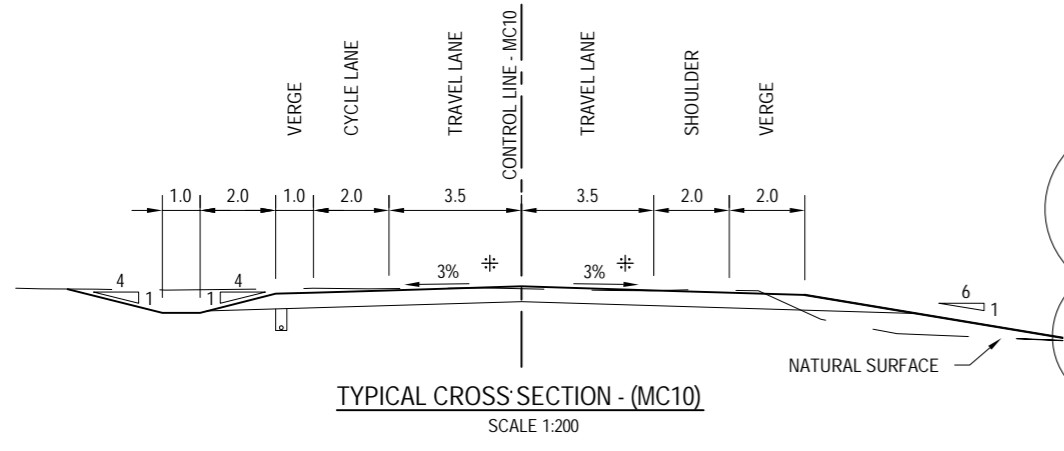 VERGE
CYCLE LANE
TRAVEL LANE
CONTROL LINE - MC10
TRAVEL LANE
SHOULDER
VERGE
1.0
2.0
1.0
2.0
3.5
3.5
2.0
2.0
4
1
1
4
3%
3%
6
1
NATURAL SURFACE
TYPICAL CROSS SECTION - (MC10)
SCALE 1:200